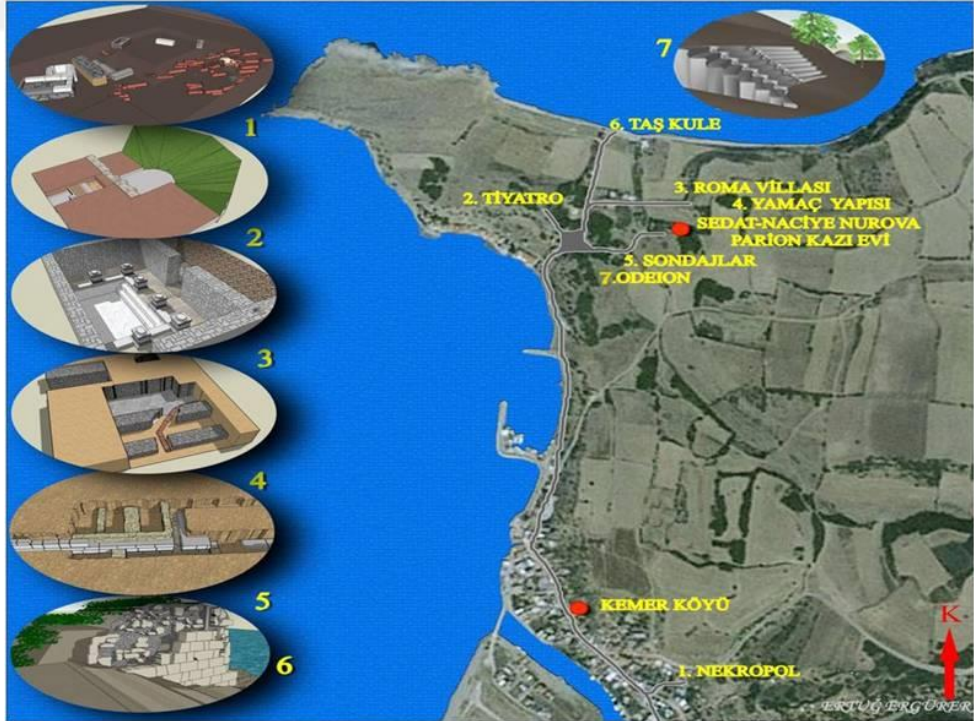 1
2
3
4
5
6
7
6. TAŞ KULE
2. TİYATRO
3. ROMA VİLLASI
4. YAMAÇ YAPISI
SEDAT-NACİYE NUROVA
PARION KAZI EVİ
5. SONDAJLAR
7.ODEION
KEMER KÖYÜ
1. NEKROPOL
K
ERTUĞ ERGÜRER